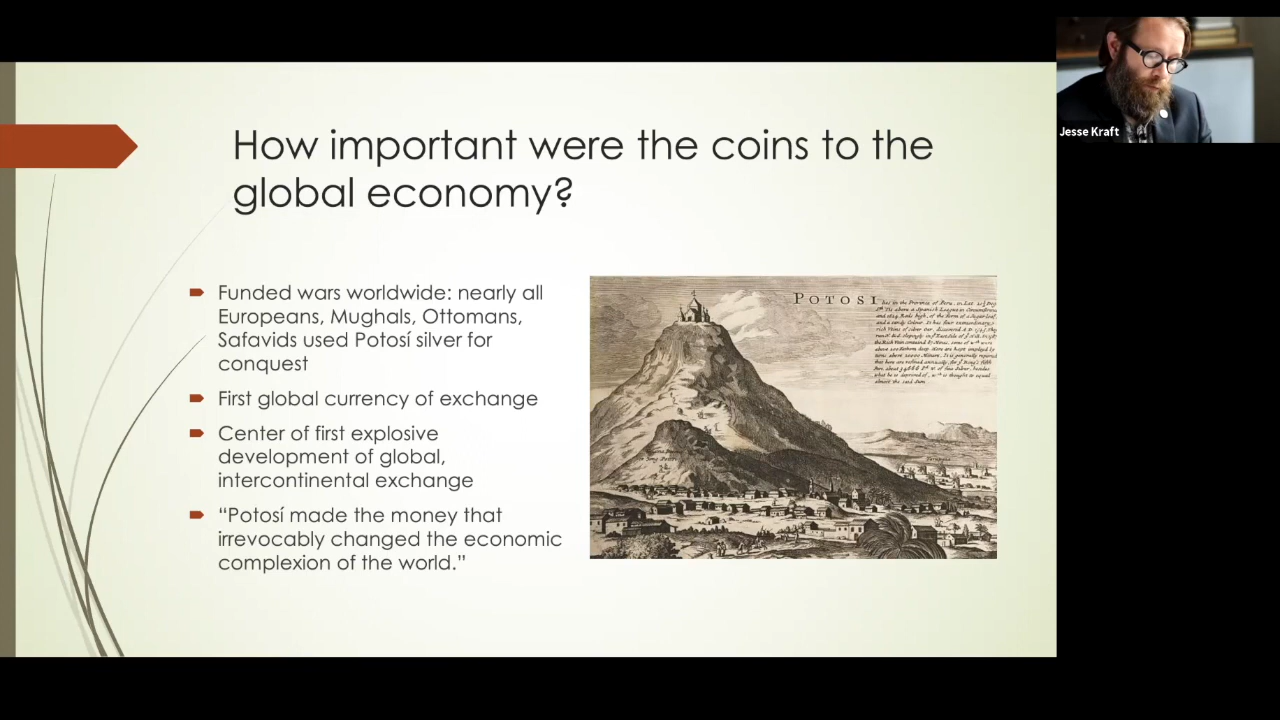 How important were the coins to the
global economy?
Funded wars worldwide: nearly all
Europeans, Mughals, Ottomans,
Safavids used Potosí silver for
conquest
First global currency of exchange
Center of first explosive
development of global,
intercontinental exchange
“Potosí made the money that
irrevocably changed the economic
complexion of the world.”
POTOSI
Jesse Kraft